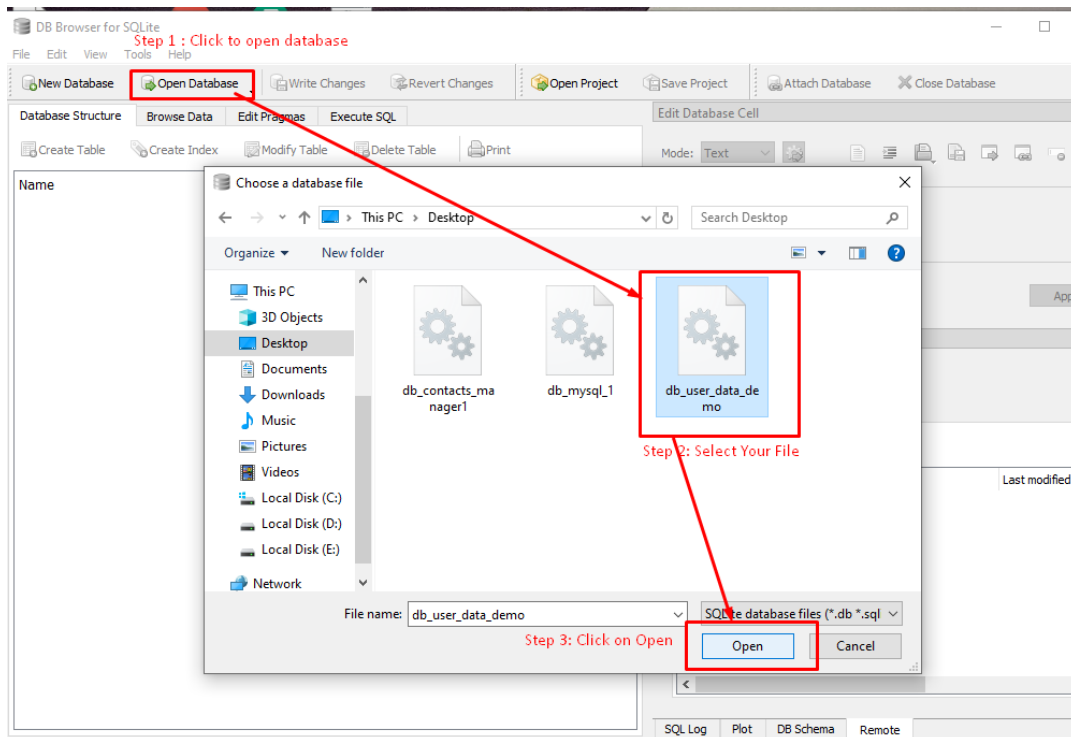 DB Browser for SQLite
Step 1 : Click to open database
File Edit View Tools Help
New Database Open Database Write Changes Revert Changes Open Project Save Project Attach Database Close Database
Database Structure Browse Data Edit Pragmas Execute SQL
Edit Database Cell
Create Table Create Index Modify Table Delete Table Print
Mode: Text
Name
Choose a database file
This PC > Desktop
Search Desktop
Organize New folder
This PC
3D Objects
Desktop
Documents
Downloads
Music
Pictures
Videos
Local Disk (C:)
Local Disk (D:)
Local Disk (E:)
Network
db_contacts_ma
nager1
db_mysql_1
db_user_data_de
mo
Step 2: Select Your File
App
Last modified
File name: db_user_data_demo
SQLite database files (*.db *.sql
Step 3: Click on Open
Open Cancel
SQL Log Plot DB Schema Remote